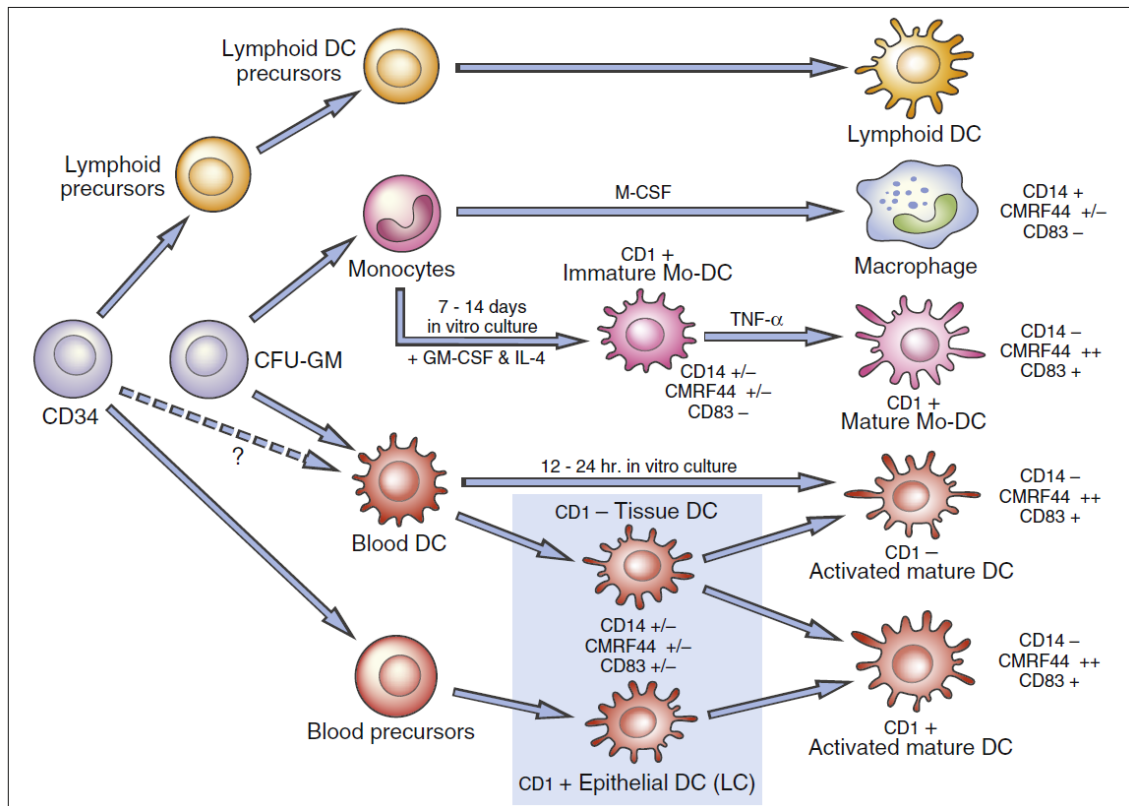 Lymphoid DC
precursors
Lymphoid DC
Lymphoid
precursors
M-CSF
CD14 +
CMRF44 +/–
CD83 –
Monocytes
Macrophage
CD1 +
Immature Mo-DC
7 - 14 days
in vitro culture
+ GM-CSF & IL-4
TNF-α
CD14 –
CMRF44 ++
CD83 +
CFU-GM
CD34
CD14 +/–
CMRF44 +/–
CD83 –
CD1 +
Mature Mo-DC
?
12 - 24 hr. in vitro culture
CD14 –
CMRF44 ++
CD83 +
Blood DC
CD1 – Tissue DC
CD1 –
Activated mature DC
CD14 +/–
CMRF44 +/–
CD83 +/–
CD14 –
CMRF44 ++
CD83 +
Blood precursors
CD1 + Epithelial DC (LC)
CD1 +
Activated mature DC